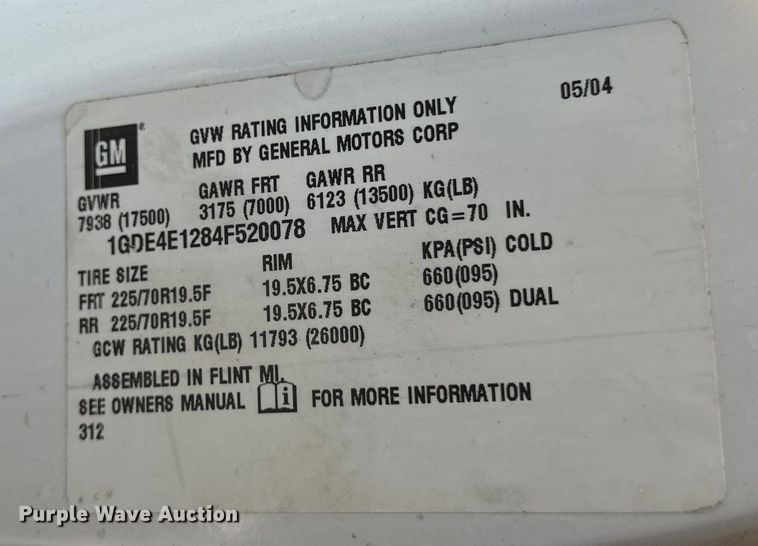 05/04
GM
GVW RATING INFORMATION ONLY
MFD BY GENERAL MOTORS CORP
GVWR GAWR FRT GAWR RR
7938 (17500) 3175 (7000) 6123 (13500) KG(LB)
1GDE4E1284F520078 MAX VERT CG=70 IN.
TIRE SIZE RIM KPA(PSI) COLD
FRT 225/70R19.5F 19.5X6.75 BC 660(095)
RR 225/70R19.5F 19.5X6.75 BC 660(095) DUAL
GCW RATING KG(LB) 11793 (26000)
ASSEMBLED IN FLINT MI.
SEE OWNERS MANUAL i FOR MORE INFORMATION
312
Purple Wave Auction